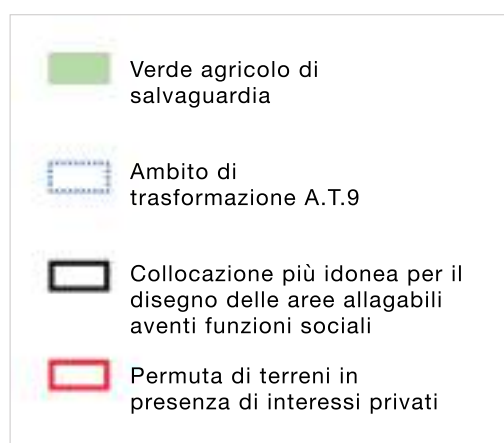 Verde agricolo di
salvaguardia
Ambito di
trasformazione A.T.9
Collocazione più idonea per il
disegno delle aree allagabili
aventi funzioni sociali
Permuta di terreni in
presenza di interessi privati